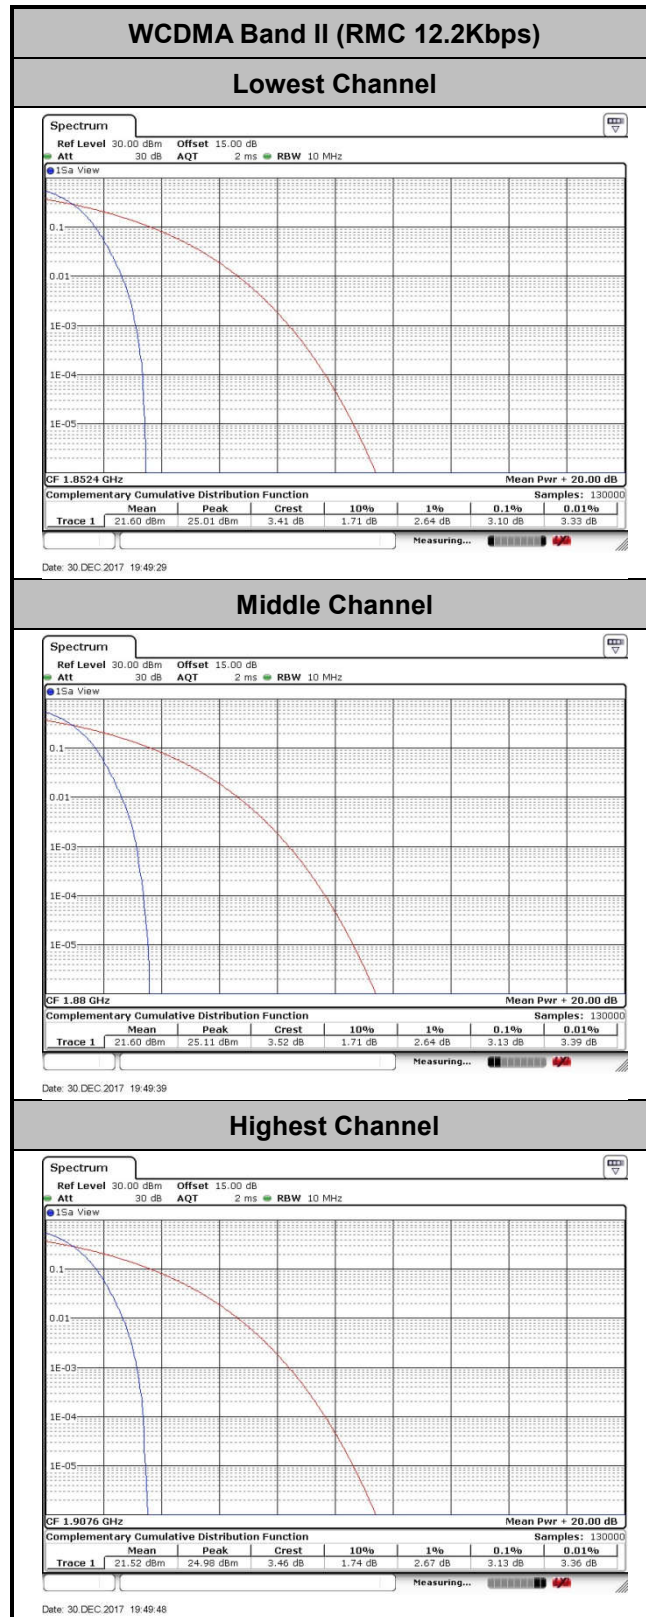 WCDMA Band II (RMC 12.2Kbps)
Lowest Channel
Spectrum
Ref Level 30.00 dBm Offset 15.00 dB
Att 30 dB AQT 2 ms RBW 10 MHz
1Sa View
0.1
0.01
1E-03
1E-04
1E-05
CF 1.8524 GHz Mean Pwr + 20.00 dB
Complementary Cumulative Distribution Function Samples: 130000
Mean Peak Crest 10% 1% 0.1% 0.01%
Trace 1 21.60 dBm 25.01 dBm 3.41 dB 1.71 dB 2.64 dB 3.10 dB 3.33 dB
Measuring...
Date: 30.DEC.2017 19:49:29
Middle Channel
Spectrum
Ref Level 30.00 dBm Offset 15.00 dB
Att 30 dB AQT 2 ms RBW 10 MHz
1Sa View
0.1
0.01
1E-03
1E-04
1E-05
CF 1.88 GHz Mean Pwr + 20.00 dB
Complementary Cumulative Distribution Function Samples: 130000
Mean Peak Crest 10% 1% 0.1% 0.01%
Trace 1 21.60 dBm 25.11 dBm 3.52 dB 1.71 dB 2.64 dB 3.13 dB 3.39 dB
Measuring...
Date: 30.DEC.2017 19:49:39
Highest Channel
Spectrum
Ref Level 30.00 dBm Offset 15.00 dB
Att 30 dB AQT 2 ms RBW 10 MHz
1Sa View
0.1
0.01
1E-03
1E-04
1E-05
CF 1.9076 GHz Mean Pwr + 20.00 dB
Complementary Cumulative Distribution Function Samples: 130000
Mean Peak Crest 10% 1% 0.1% 0.01%
Trace 1 21.52 dBm 24.98 dBm 3.46 dB 1.74 dB 2.67 dB 3.13 dB 3.36 dB
Measuring...
Date: 30.DEC.2017 19:49:48